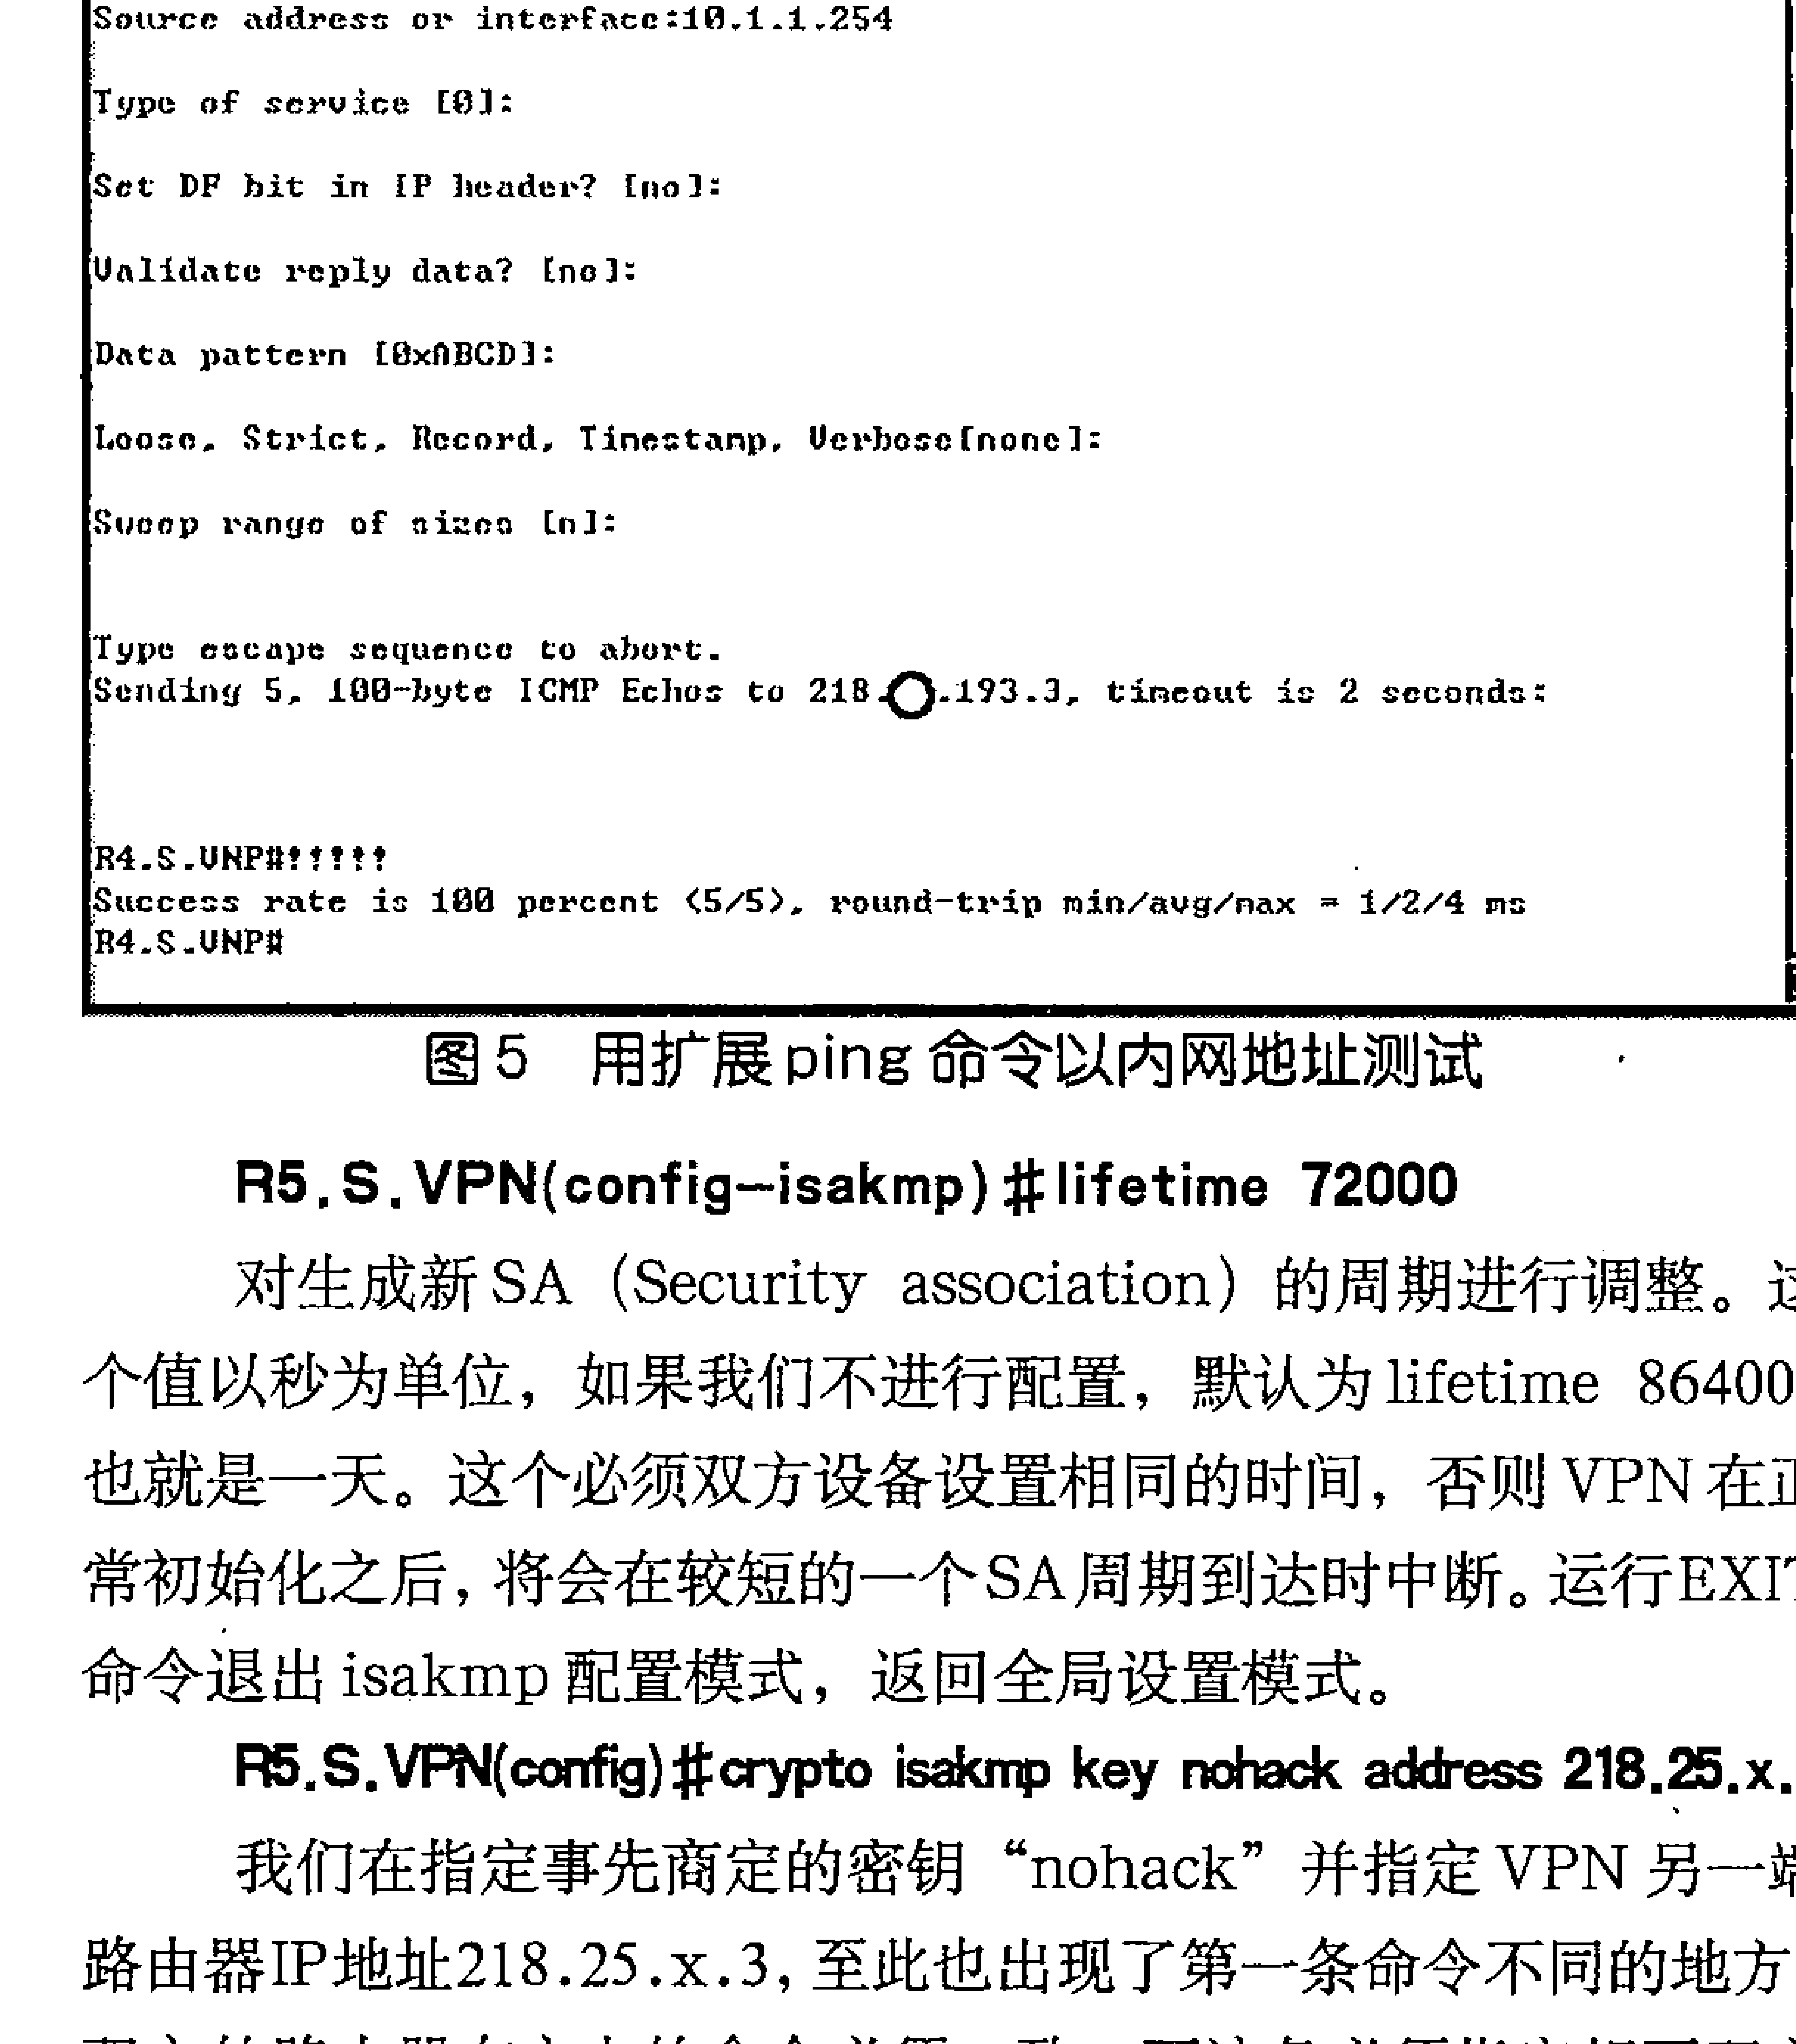 Source address or interface:10.1.1.254
Type of service [0]:
Set DF bit in IP header? [no]:
Validate reply data? [no]:
Data pattern [0xABCD]:
Loose, Strict, Record, Timestamp, Verbose[none]:
Sweep range of sizes [n]:
Type escape sequence to abort.
Sending 5, 100-byte ICMP Echos to 218. .193.3, timeout is 2 seconds:
R4.S.VNP#!!!!!
Success rate is 100 percent (5/5), round-trip min/avg/max = 1/2/4 ms
R4.S.VNP#
图5 用扩展ping命令以内网地址测试
R5.S.VPN(config-isakmp)#lifetime 72000
对生成新SA (Security association) 的周期进行调整。这
个值以秒为单位，如果我们不进行配置，默认为lifetime 86400
也就是一天。这个必须双方设备设置相同的时间，否则VPN在正
常初始化之后，将会在较短的一个SA周期到达时中断。运行EXIT
命令退出isakmp配置模式，返回全局设置模式。
R5.S.VPN(config)#crypto isakmp key nohack address 218.25.x.
我们在指定事先商定的密钥“nohack”并指定VPN另一端
路由器IP地址218.25.x.3，至此也出现了第一条命令不同的地方